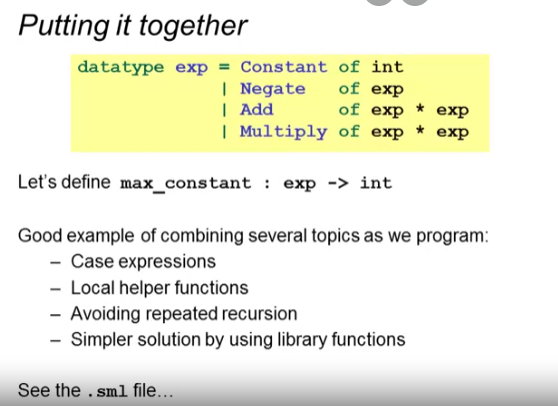 Putting it together
datatype exp = Constant of int
| Negate of exp
| Add of exp * exp
| Multiply of exp * exp
Let's define max_constant : exp -> int
Good example of combining several topics as we program:
– Case expressions
– Local helper functions
– Avoiding repeated recursion
– Simpler solution by using library functions
See the .sml file…